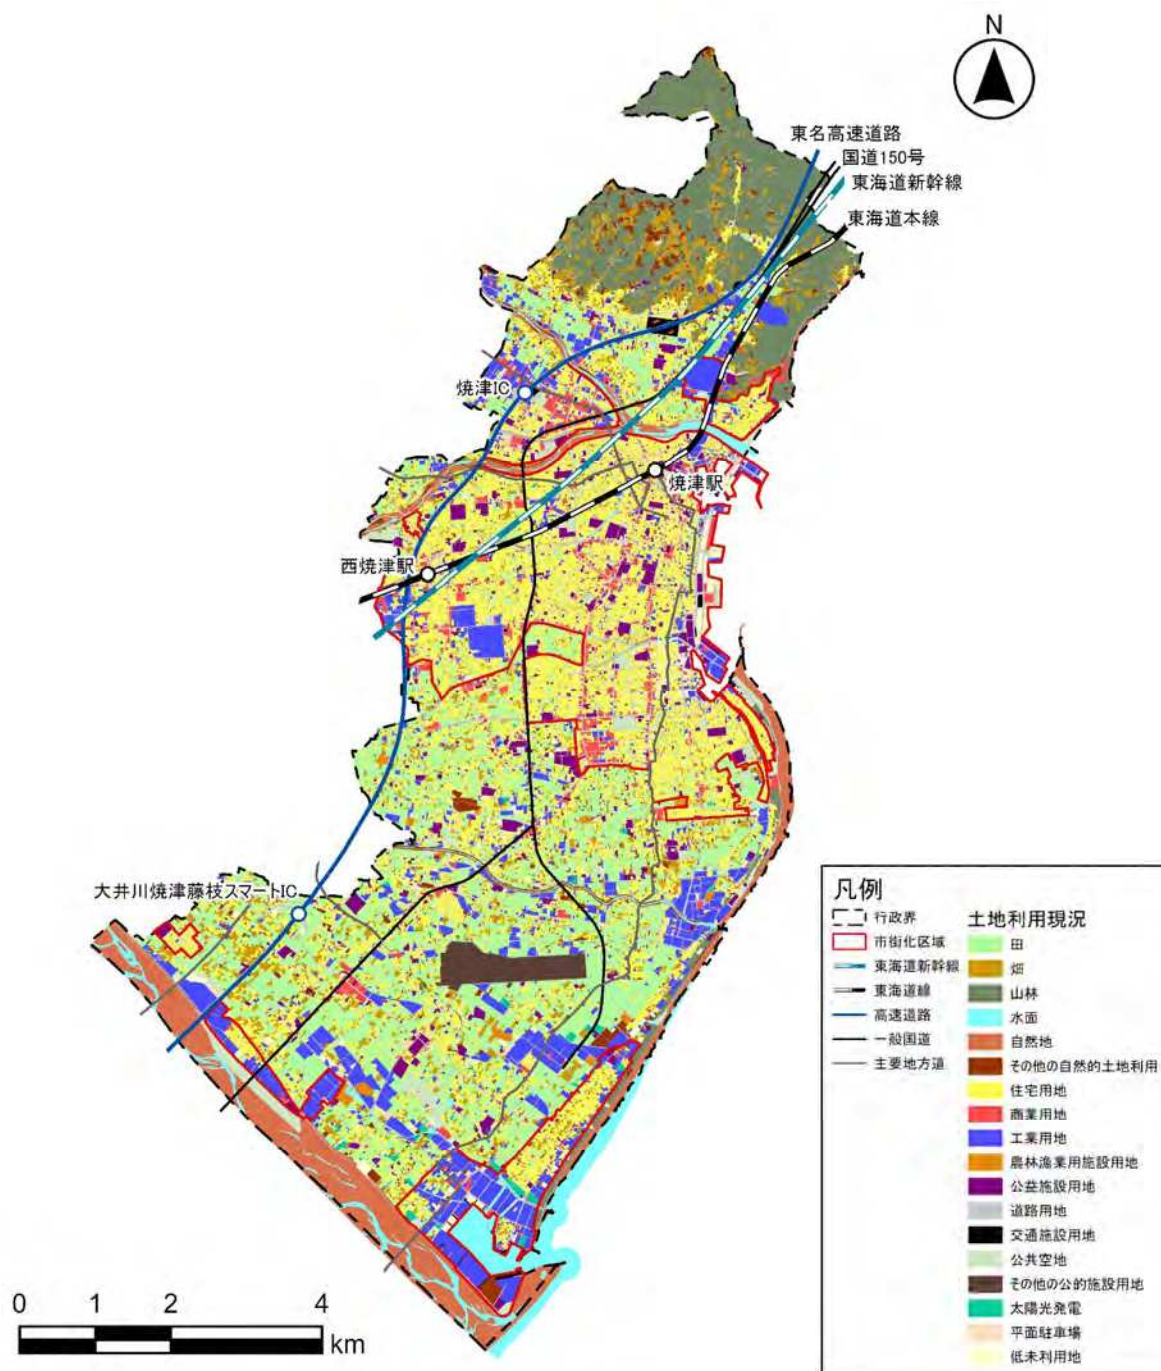 N
東名高速道路
国道150号
東海道新幹線
東海道本線
焼津IC
焼津駅
西焼津駅
大井川焼津藤枝スマートIC
凡例
行政界
市街化区域
東海道新幹線
東海道線
高速道路
一般国道
主要地方道
土地利用現況
田
畑
山林
水面
自然地
その他の自然的土地利用
住宅用地
商業用地
工業用地
農林漁業用施設用地
公益施設用地
道路用地
交通施設用地
公共空地
その他の公的施設用地
太陽光発電
平面駐車場
低未利用地
0 1 2 4
km